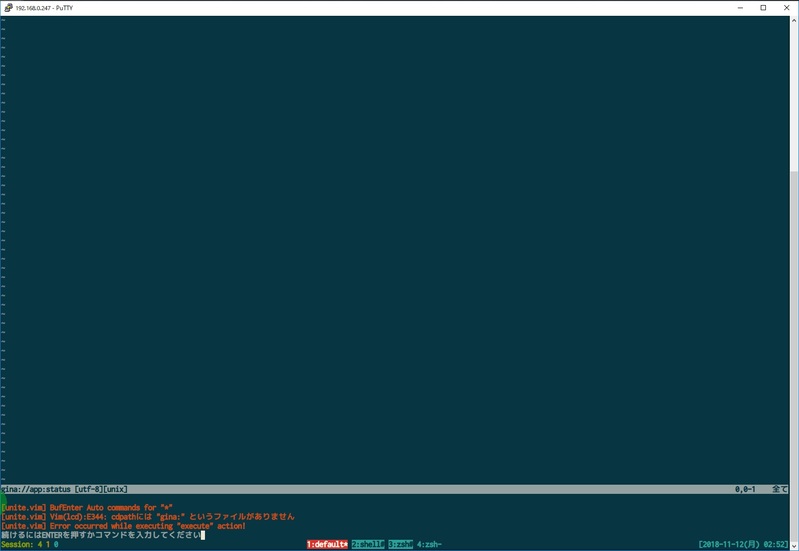 192.168.0.247 - PuTTY
gina://app:status [utf-8][unix] 0,0-1 全て
[unite.vim] BufEnter Auto commands for "*"
[unite.vim] Vim(lcd):E344: cdpathには "gina:" というファイルがありません
[unite.vim] Error occurred while executing "execute" action!
続けるにはENTERを押すかコマンドを入力してください
Session: 4 1 0 1:default* 2:shell# 3:zsh# 4:zsh- [2018-11-12(月) 02:52]